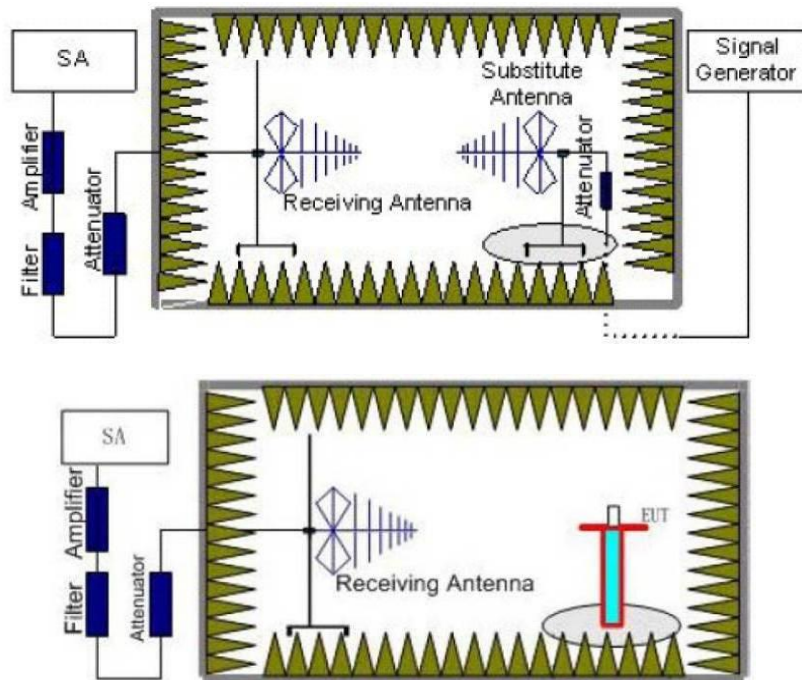 SA
Amplifier
Filter
Attenuator
Receiving Antenna
Substitute
Antenna
Attenuator
Signal
Generator
SA
Amplifier
Filter
Attenuator
Receiving Antenna
EUT